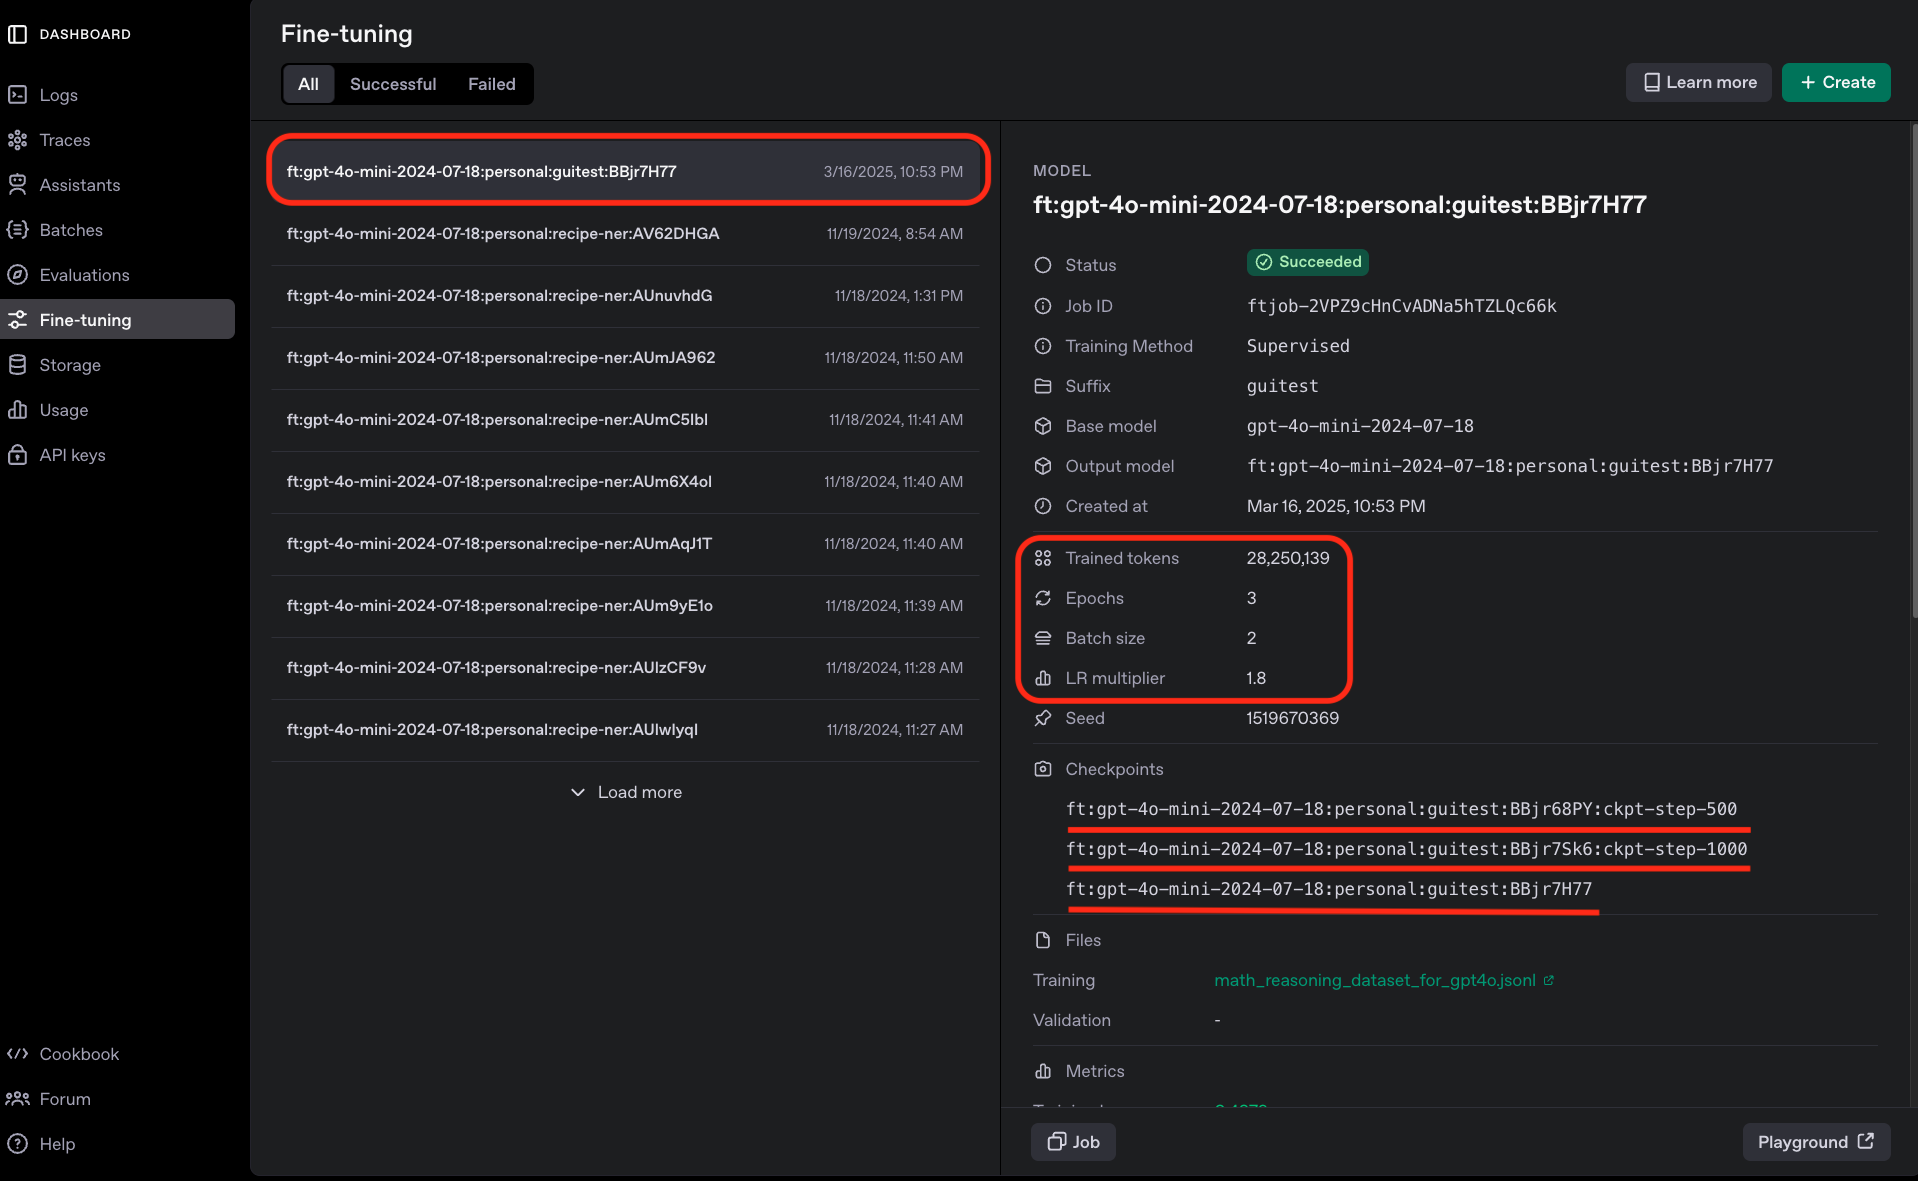 DASHBOARD
Logs
Traces
Assistants
Batches
Evaluations
Fine-tuning
Storage
Usage
API keys
Cookbook
Forum
Help
Fine-tuning
All Successful Failed
Learn more
+ Create
ft:gpt-4o-mini-2024-07-18:personal:guitest:BBjr7H77 3/16/2025, 10:53 PM
ft:gpt-4o-mini-2024-07-18:personal:recipe-ner:AV62DHGA 11/19/2024, 8:54 AM
ft:gpt-4o-mini-2024-07-18:personal:recipe-ner:AUnuvhdG 11/18/2024, 1:31 PM
ft:gpt-4o-mini-2024-07-18:personal:recipe-ner:AUmJA962 11/18/2024, 11:50 AM
ft:gpt-4o-mini-2024-07-18:personal:recipe-ner:AUmC5Ibl 11/18/2024, 11:41 AM
ft:gpt-4o-mini-2024-07-18:personal:recipe-ner:AUm6X4ol 11/18/2024, 11:40 AM
ft:gpt-4o-mini-2024-07-18:personal:recipe-ner:AUmAqJ1T 11/18/2024, 11:40 AM
ft:gpt-4o-mini-2024-07-18:personal:recipe-ner:AUm9yE1o 11/18/2024, 11:39 AM
ft:gpt-4o-mini-2024-07-18:personal:recipe-ner:AUlzCF9v 11/18/2024, 11:28 AM
ft:gpt-4o-mini-2024-07-18:personal:recipe-ner:AUlwlyql 11/18/2024, 11:27 AM
Load more
MODEL
ft:gpt-4o-mini-2024-07-18:personal:guitest:BBjr7H77
Status Succeeded
Job ID ftjob-2VPZ9cHnCvADNa5hTZLQc66k
Training Method Supervised
Suffix guitest
Base model gpt-4o-mini-2024-07-18
Output model ft:gpt-4o-mini-2024-07-18:personal:guitest:BBjr7H77
Created at Mar 16, 2025, 10:53 PM
Trained tokens 28,250,139
Epochs 3
Batch size 2
LR multiplier 1.8
Seed 1519670369
Checkpoints
ft:gpt-4o-mini-2024-07-18:personal:guitest:BBjr68PY:ckpt-step-500
ft:gpt-4o-mini-2024-07-18:personal:guitest:BBjr7Sk6:ckpt-step-1000
ft:gpt-4o-mini-2024-07-18:personal:guitest:BBjr7H77
Files
Training math_reasoning_dataset_for_gpt4o.jsonl
Validation -
Metrics
Job
Playground